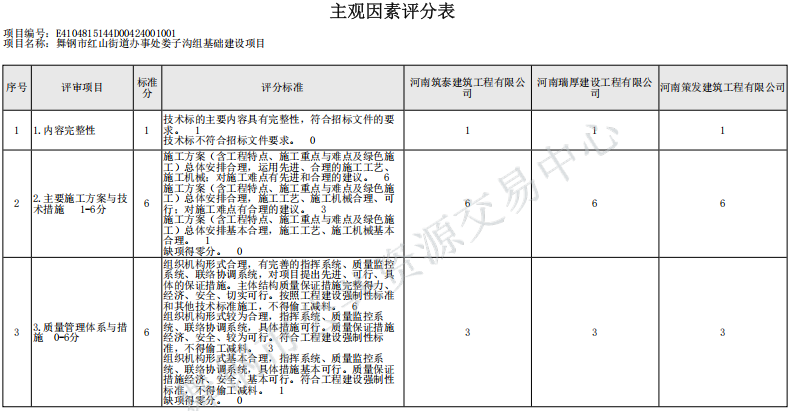 主观因素评分表
项目编号: E4104815144D00424001001
项目名称: 舞钢市红山街道办事处娄子沟组基础建设项目
序号 评审项目 标准分 评分标准 河南筑泰建筑工程有限公司 河南瑞厚建设工程有限公司 河南策发建筑工程有限公司
1 1.内容完整性 1
技术标的主要内容具有完整性，符合招标文件的要
求。 1
技术标不符合招标文件要求。 0
1 1 1
2 2.主要施工方案与技术措施 1-6分 6
施工方案（含工程特点、施工重点与难点及绿色施
工）总体安排合理，运用先进、合理的施工工艺、
施工机械；对施工难点有先进和合理的建议。 6
施工方案（含工程特点、施工重点与难点及绿色施
工）总体安排合理，施工工艺、施工机械合理、可
行；对施工难点有合理的建议。 3
施工方案（含工程特点、施工重点与难点及绿色施
工）总体安排基本合理，施工工艺、施工机械基本
合理。 1
缺项得零分。 0
6 6 6
3 3.质量管理体系与措施 0-6分 6
组织机构形式合理，有完善的指挥系统、质量监控
系统、联络协调系统，对项目提出先进、可行、具
体的保证措施。主体结构质量保证措施完整得力、
经济、安全、切实可行。按照工程建设强制性标准
和其他技术标准施工，不得偷工减料。 6
组织机构形式较为合理，指挥系统、质量监控系
统、联络协调系统，具体措施可行。质量保证措施
经济、安全、较为可行。符合工程建设强制性标
准，不得偷工减料。 3
组织机构形式基本合理，指挥系统、质量监控系
统、联络协调系统，具体措施基本可行。质量保证
措施经济、安全、基本可行。符合工程建设强制性
标准，不得偷工减料。 1
缺项得零分。 0
3 3 3
资源交易中心